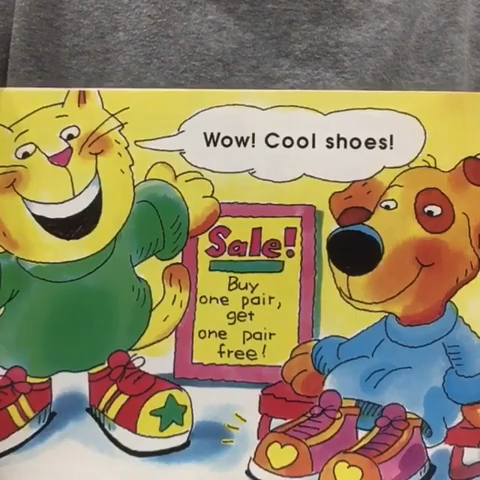 Wow! Cool shoes!
Sale!
Buy
one pair,
get
one pair
free!